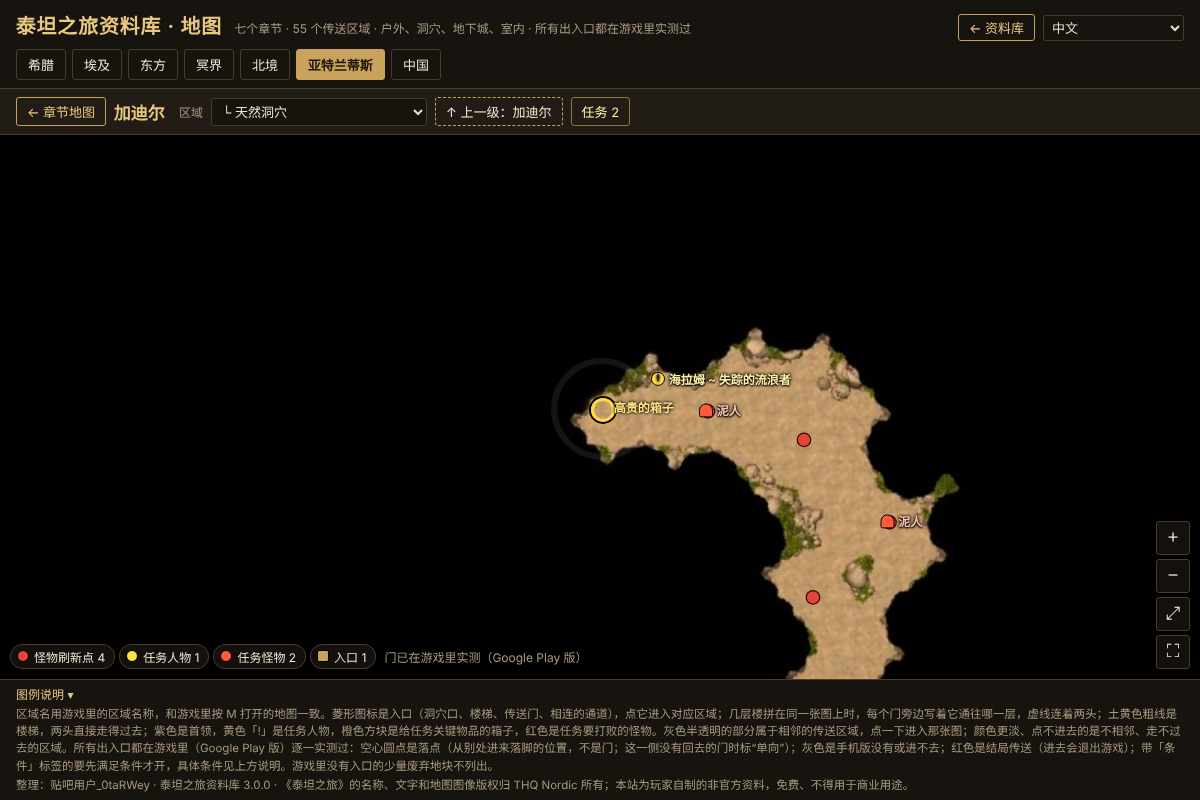 泰坦之旅资料库 · 地图
七个章节 · 55 个传送区域 · 户外、洞穴、地下城、室内 · 所有出入口都在游戏里实测过
← 资料库
中文
希腊
埃及
东方
冥界
北境
亚特兰蒂斯
中国
← 章节地图
加迪尔
区域
└ 天然洞穴
↑ 上一级：加迪尔
任务 2
海拉姆 ~ 失踪的流浪者
高贵的箱子
泥人
泥人
+
−
怪物刷新点 4
任务人物 1
任务怪物 2
入口 1
门已在游戏里实测（Google Play 版）
图例说明 ▾
区域名用游戏里的区域名称，和游戏里按 M 打开的地图一致。菱形图标是入口（洞穴口、楼梯、传送门、相连的通道），点它进入对应区域；几层楼拼在同一张图上时，每个门旁边写着它通往哪一层，虚线连着两头；土黄色粗线是
楼梯，两头直接走得过去；紫色是首领，黄色「!」是任务人物，橙色方块是给任务关键物品的箱子，红色是任务要打败的怪物。灰色半透明的部分属于相邻的传送区域，点一下进入那张图；颜色更淡、点不进去的是不相邻、走不过
去的区域。所有出入口都在游戏里（Google Play 版）逐一实测过：空心圆点是落点（从别处进来落脚的位置，不是门；这一侧没有回去的门时标“单向”）；灰色是手机版没有或进不去；红色是结局传送（进去会退出游戏）；带「条
件」标签的要先满足条件才开，具体条件见上方说明。游戏里没有入口的少量废弃地块不列出。
整理：贴吧用户_0taRWey · 泰坦之旅资料库 3.0.0 · 《泰坦之旅》的名称、文字和地图图像版权归 THQ Nordic 所有；本站为玩家自制的非官方资料，免费、不得用于商业用途。